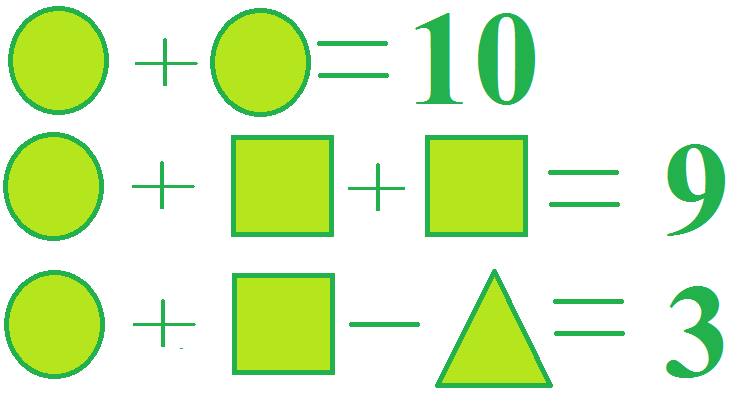 + = 10
+ + = 9
+ − = 3